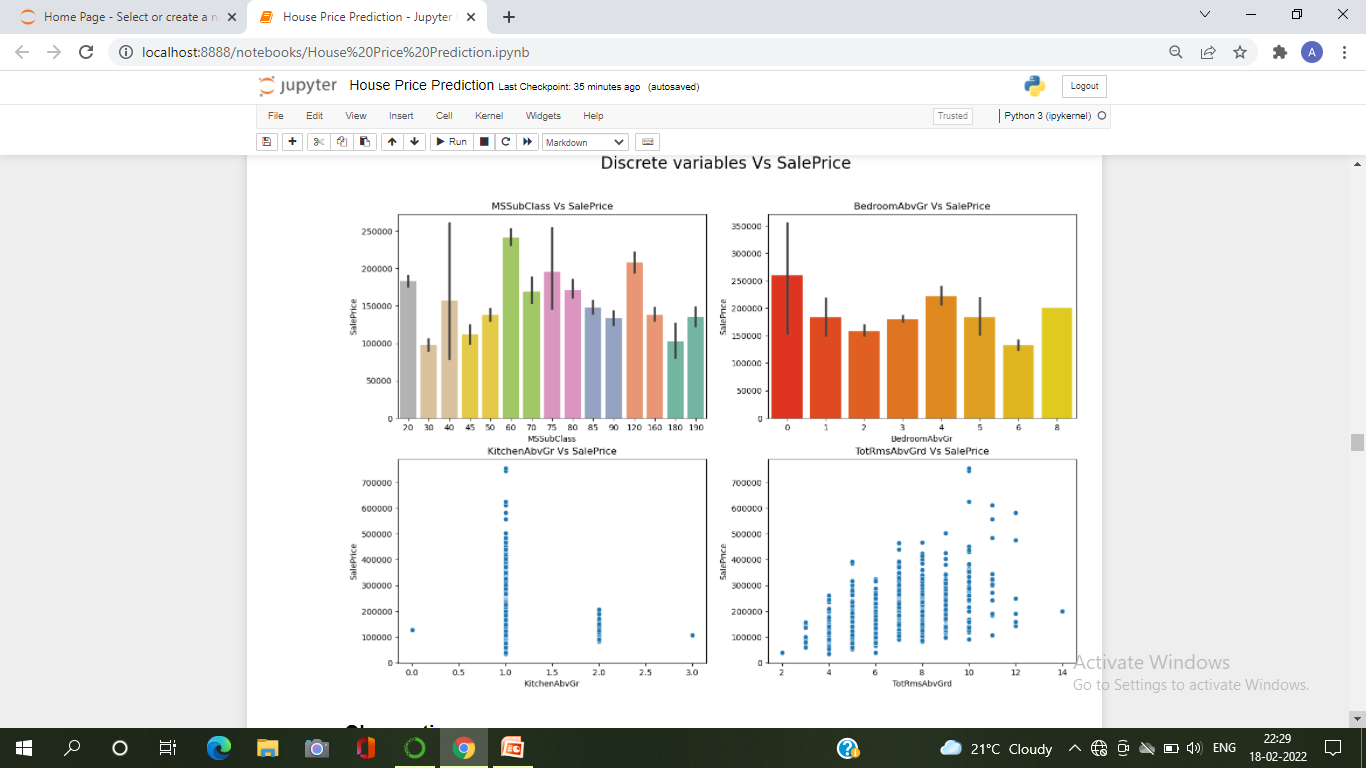 Home Page - Select or create a n
House Price Prediction - Jupyter
localhost:8888/notebooks/House%20Price%20Prediction.ipynb
A
jupyter House Price Prediction Last Checkpoint: 35 minutes ago (autosaved)
Logout
File Edit View Insert Cell Kernel Widgets Help
Trusted
Python 3 (ipykernel)
Run
Markdown
Discrete variables Vs SalePrice
MSSubClass Vs SalePrice
250000
200000
150000
100000
50000
0
SalePrice
20 30 40 45 50 60 70 75 80 85 90 120 160 180 190
MSSubClass
BedroomAbvGr Vs SalePrice
350000
300000
250000
200000
150000
100000
50000
0
SalePrice
0 1 2 3 4 5 6 8
BedroomAbvGr
KitchenAbvGr Vs SalePrice
700000
600000
500000
400000
300000
200000
100000
0
SalePrice
0.0 0.5 1.0 1.5 2.0 2.5 3.0
KitchenAbvGr
TotRmsAbvGrd Vs SalePrice
700000
600000
500000
400000
300000
200000
100000
0
SalePrice
2 4 6 8 10 12 14
TotRmsAbvGrd
Activate Windows
Go to Settings to activate Windows.
21°C Cloudy
ENG
22:29
18-02-2022